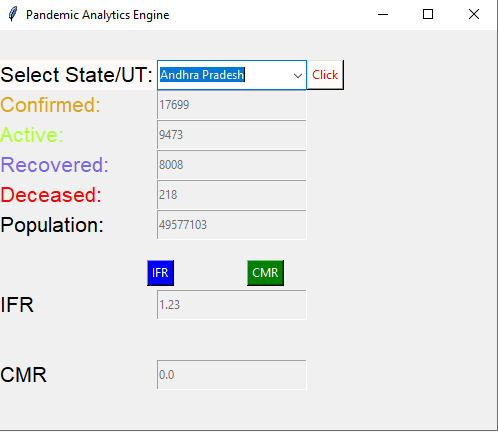 Pandemic Analytics Engine
Select State/UT: Andhra Pradesh Click
Confirmed: 17699
Active: 9473
Recovered: 8008
Deceased: 218
Population: 49577103
IFR CMR
IFR 1.23
CMR 0.0